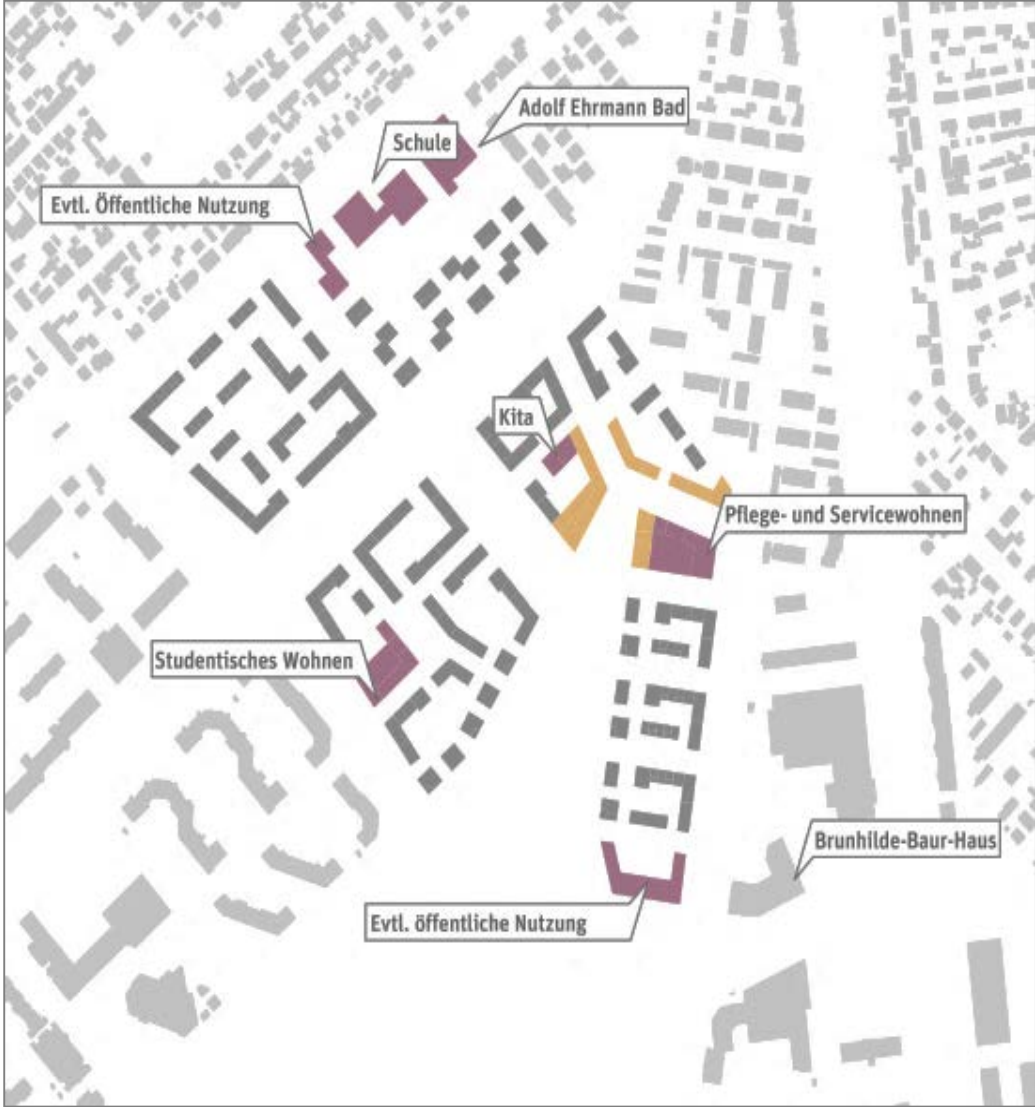 Adolf Ehrmann Bad
Schule
Evtl. Öffentliche Nutzung
Kita
Pflege- und Servicewohnen
Studentisches Wohnen
Brunhilde-Baur-Haus
Evtl. öffentliche Nutzung